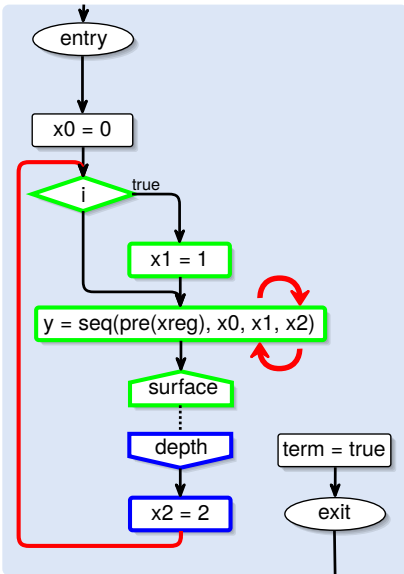 entry
x0 = 0
i
true
x1 = 1
y = seq(pre(xreg), x0, x1, x2)
surface
depth
term = true
x2 = 2
exit